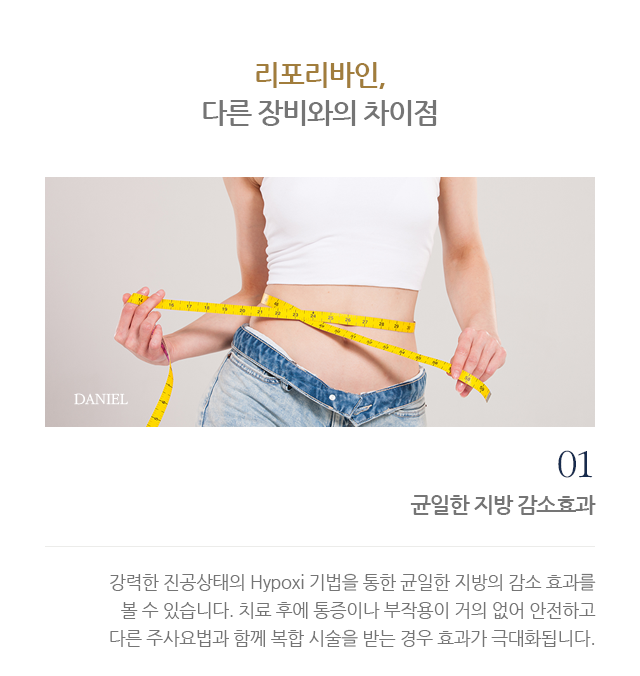 리포리바인,
다른 장비와의 차이점
DANIEL
01
균일한 지방 감소효과
강력한 진공상태의 Hypoxi 기법을 통한 균일한 지방의 감소 효과를
볼 수 있습니다. 치료 후에 통증이나 부작용이 거의 없어 안전하고
다른 주사요법과 함께 복합 시술을 받는 경우 효과가 극대화됩니다.